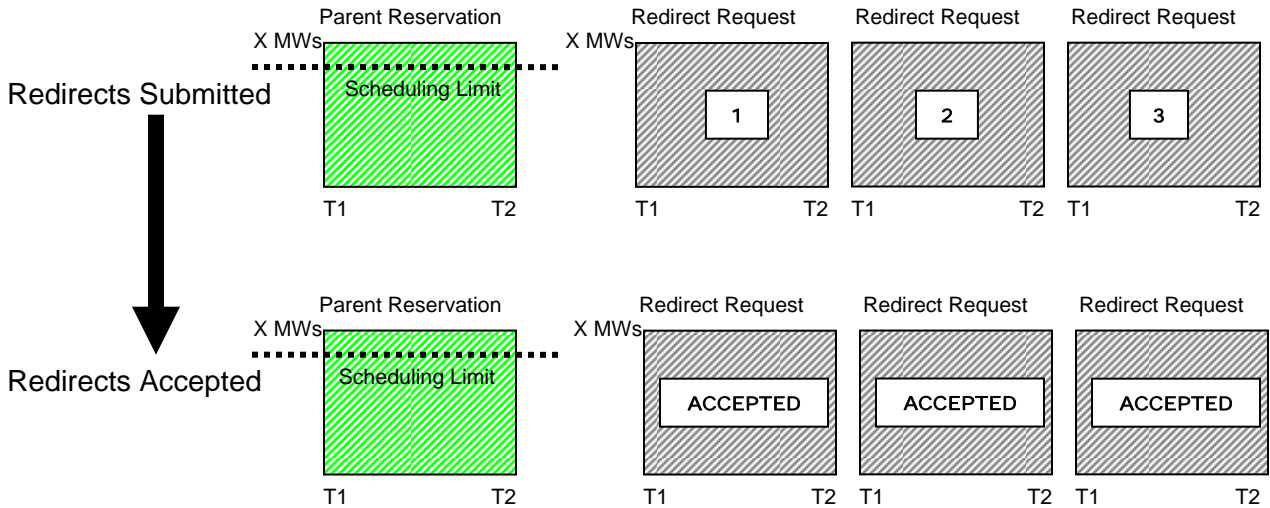 Parent Reservation Redirect Request Redirect Request Redirect Request
X MWs X MWs
Scheduling Limit
Redirects Submitted
1 2 3
T1 T2 T1 T2 T1 T2 T1 T2
Parent Reservation Redirect Request Redirect Request Redirect Request
X MWs X MWs
Scheduling Limit
Redirects Accepted
ACCEPTED ACCEPTED ACCEPTED
T1 T2 T1 T2 T1 T2 T1 T2